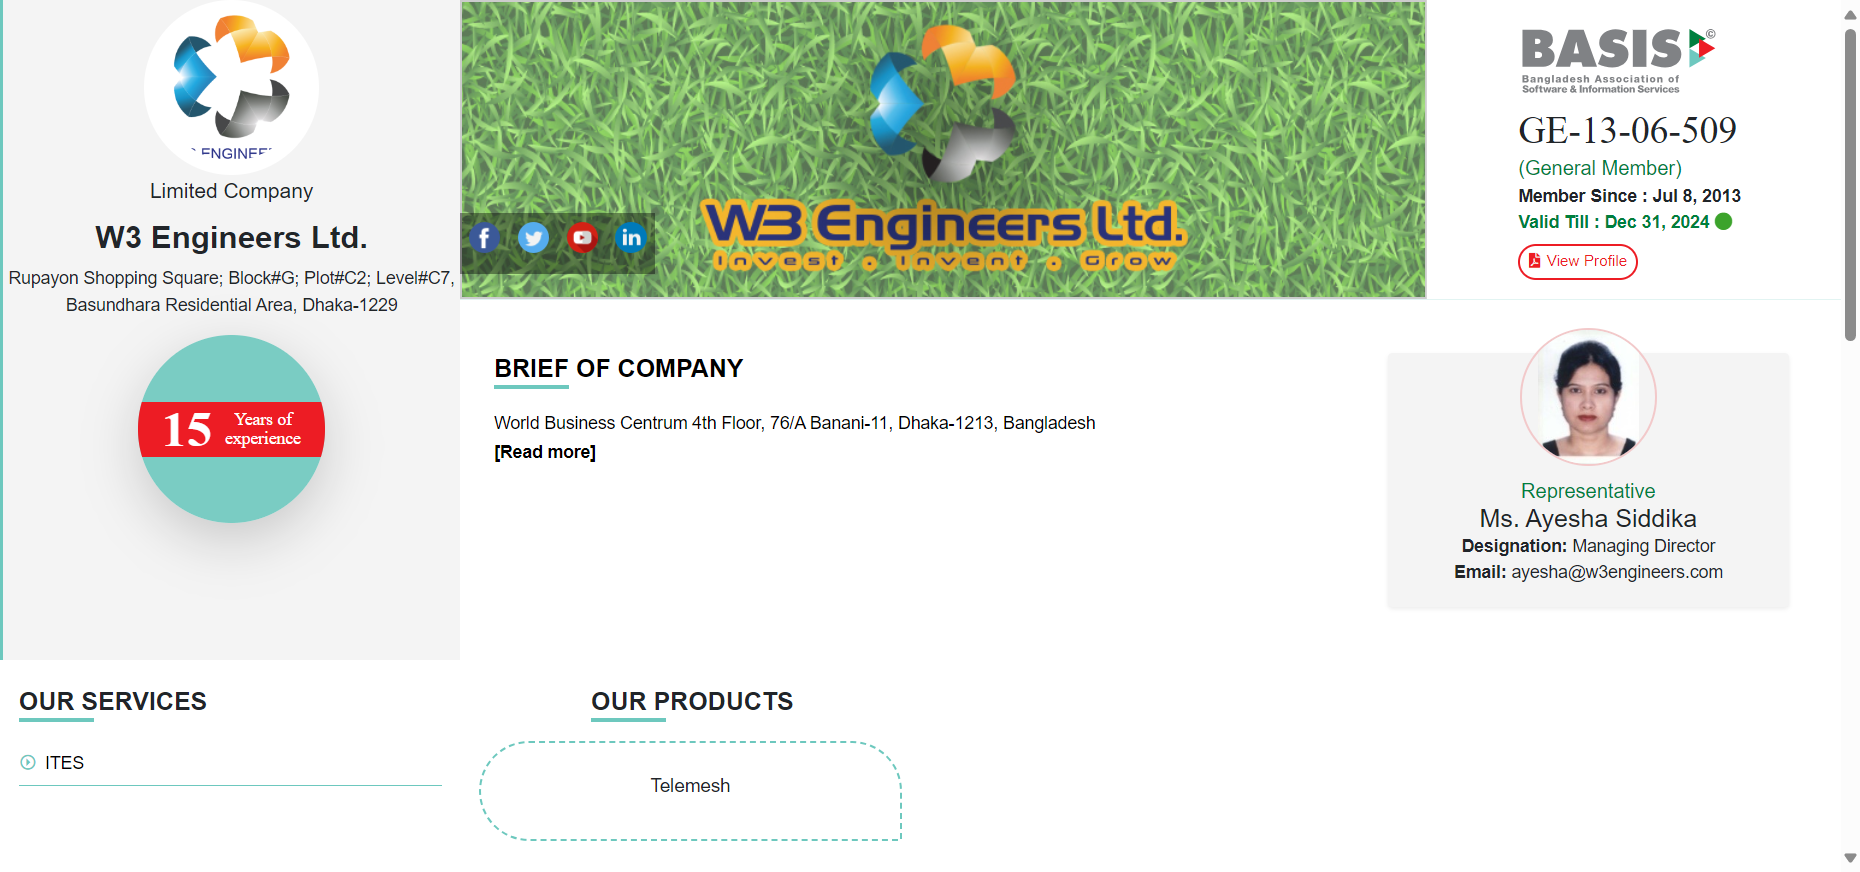 ENGINEE
Limited Company
W3 Engineers Ltd.
Rupayon Shopping Square; Block#G; Plot#C2; Level#C7,
Basundhara Residential Area, Dhaka-1229
15 Years of
experience
W3 Engineers Ltd.
Invest . Invent . Grow
BASIS ©
Bangladesh Association of
Software & Information Services
GE-13-06-509
(General Member)
Member Since : Jul 8, 2013
Valid Till : Dec 31, 2024
View Profile
BRIEF OF COMPANY
World Business Centrum 4th Floor, 76/A Banani-11, Dhaka-1213, Bangladesh
[Read more]
Representative
Ms. Ayesha Siddika
Designation: Managing Director
Email: ayesha@w3engineers.com
OUR SERVICES
ITES
OUR PRODUCTS
Telemesh